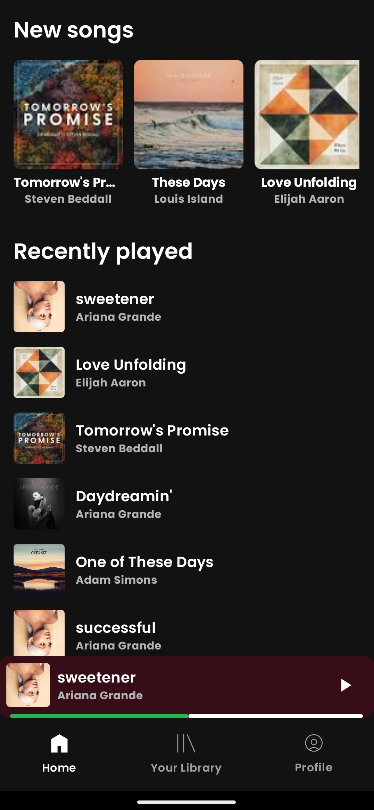 New songs
TOMORROW'S
PROMISE
Tomorrow's Pr...
Steven Beddall
These Days
Louis Island
Love Unfolding
Elijah Aaron
Recently played
sweetener
Ariana Grande
Love Unfolding
Elijah Aaron
TOMORROW'S
PROMISE
Tomorrow's Promise
Steven Beddall
Daydreamin'
Ariana Grande
One of These Days
Adam Simons
successful
Ariana Grande
sweetener
Ariana Grande
Home
Your Library
Profile